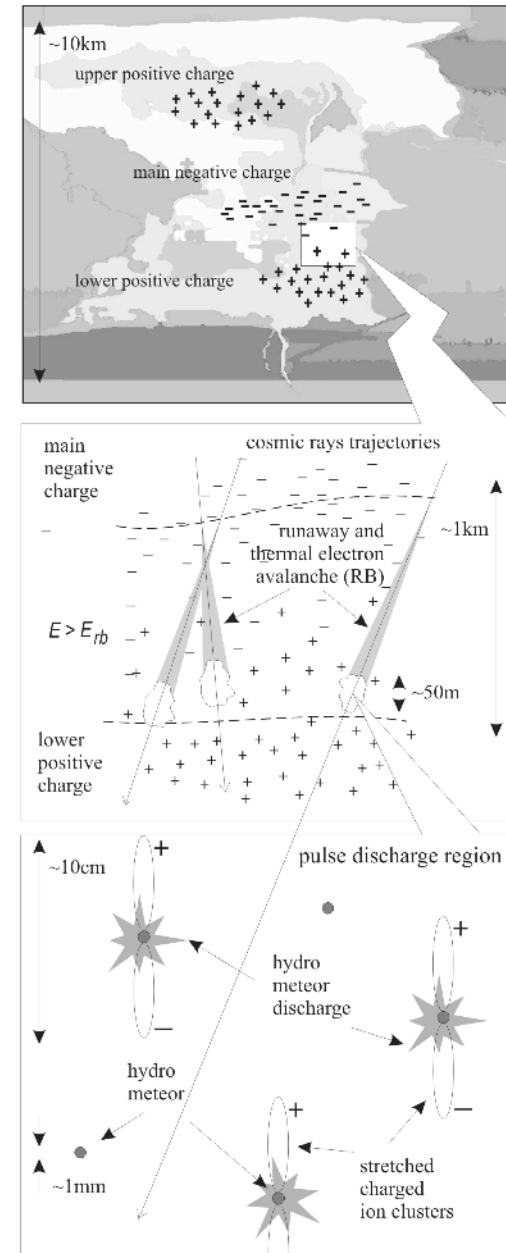 ~10km
upper positive charge
main negative charge
lower positive charge
main
negative
charge
cosmic rays trajectories
runaway and
thermal electron
avalanche (RB)
~1km
E > Erb
~50m
lower
positive
charge
pulse discharge region
~10cm
+
+
hydro
meteor
discharge
−
hydro
meteor
−
+
stretched
charged
ion clusters
~1mm